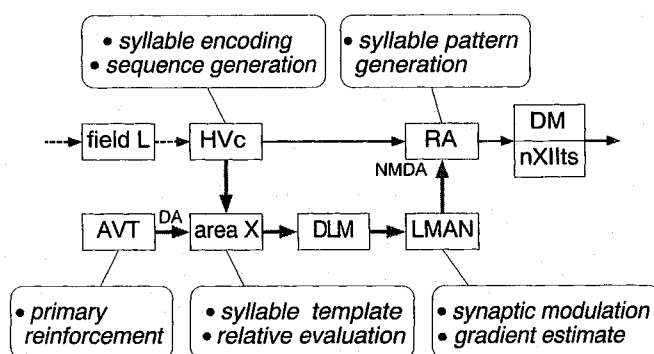 • syllable encoding
• sequence generation
• syllable pattern
generation
field L
HVc
RA
DM
nXIIts
NMDA
AVT
DA
area X
DLM
LMAN
• primary
reinforcement
• syllable template
• relative evaluation
• synaptic modulation
• gradient estimate